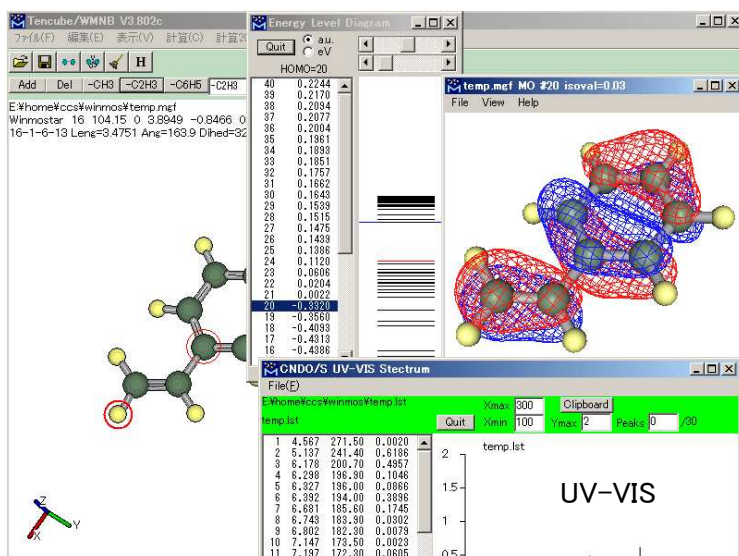 Tencube/WMNB V3.802c
ファイル(F) 編集(E) 表示(V) 計算(C) 計算2
H
Add Del -CH3 -C2H3 -C6H5 -C2H3
E:¥home¥ccs¥winmos¥temp.mgf
Winmostar 16 104.15 0 3.8949 -0.8466 0
16-1-6-13 Leng=3.4751 Ang=163.9 Dihed=32
Z
Y
X
Energy Level Diagram
Quit
a.u.
eV
HOMO=20
40 0.2244
39 0.2170
38 0.2094
37 0.2077
36 0.2004
35 0.1961
34 0.1893
33 0.1851
32 0.1757
31 0.1662
30 0.1643
29 0.1539
28 0.1515
27 0.1475
26 0.1439
25 0.1386
24 0.1120
23 0.0606
22 0.0204
21 0.0022
20 -0.3320
19 -0.3560
18 -0.4093
17 -0.4313
16 -0.4386
temp.mgf MO #20 isoval=0.03
File View Help
CNDO/S UV-VIS Stectrum
File(F)
E:¥home¥ccs¥winmos¥temp.lst
temp.lst
Quit
Xmax 300
Clipboard
Xmin 100
Ymax 2
Peaks 0 /30
1 4.567 271.50 0.0020
2 5.137 241.40 0.6186
3 6.178 200.70 0.4957
4 6.298 196.90 0.1046
5 6.327 196.00 0.0866
6 6.392 194.00 0.3896
7 6.681 185.60 0.1745
8 6.743 183.90 0.0302
9 6.802 182.30 0.0079
10 7.147 173.50 0.0023
11 7.197 172.30 0.0605
temp.lst
2
1.5
1
0.5
UV-VIS